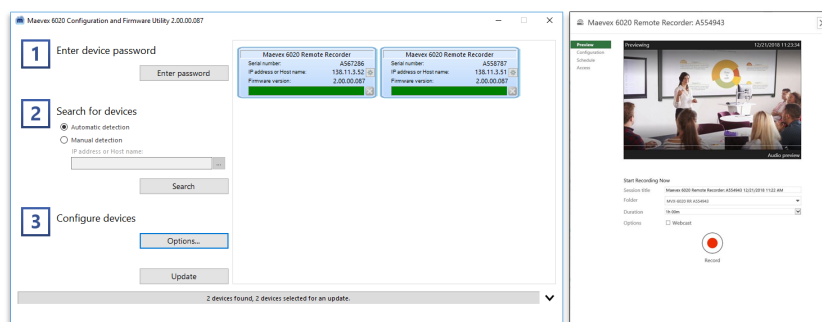 Maevex 6020 Configuration and Firmware Utility 2.00.00.087
1
Enter device password
Enter password
2
Search for devices
Automatic detection
Manual detection
IP address or Host name:
...
Search
3
Configure devices
Options...
Update
Maevex 6020 Remote Recorder
Serial number: A567286
IP address or Host name: 138.11.3.52
Firmware version: 2.00.00.087
Maevex 6020 Remote Recorder
Serial number: A558787
IP address or Host name: 138.11.3.51
Firmware version: 2.00.00.087
2 devices found, 2 devices selected for an update.
Maevex 6020 Remote Recorder: A554943
Preview
Configuration
Schedule
Access
Previewing 12/21/2018 11:23:34
Audio preview
Start Recording Now
Session title Maevex 6020 Remote Recorder: A554943 12/21/2018 11:22 AM
Folder MVX-6020 RR A554943
Duration 1h 00m
Options Webcast
Record